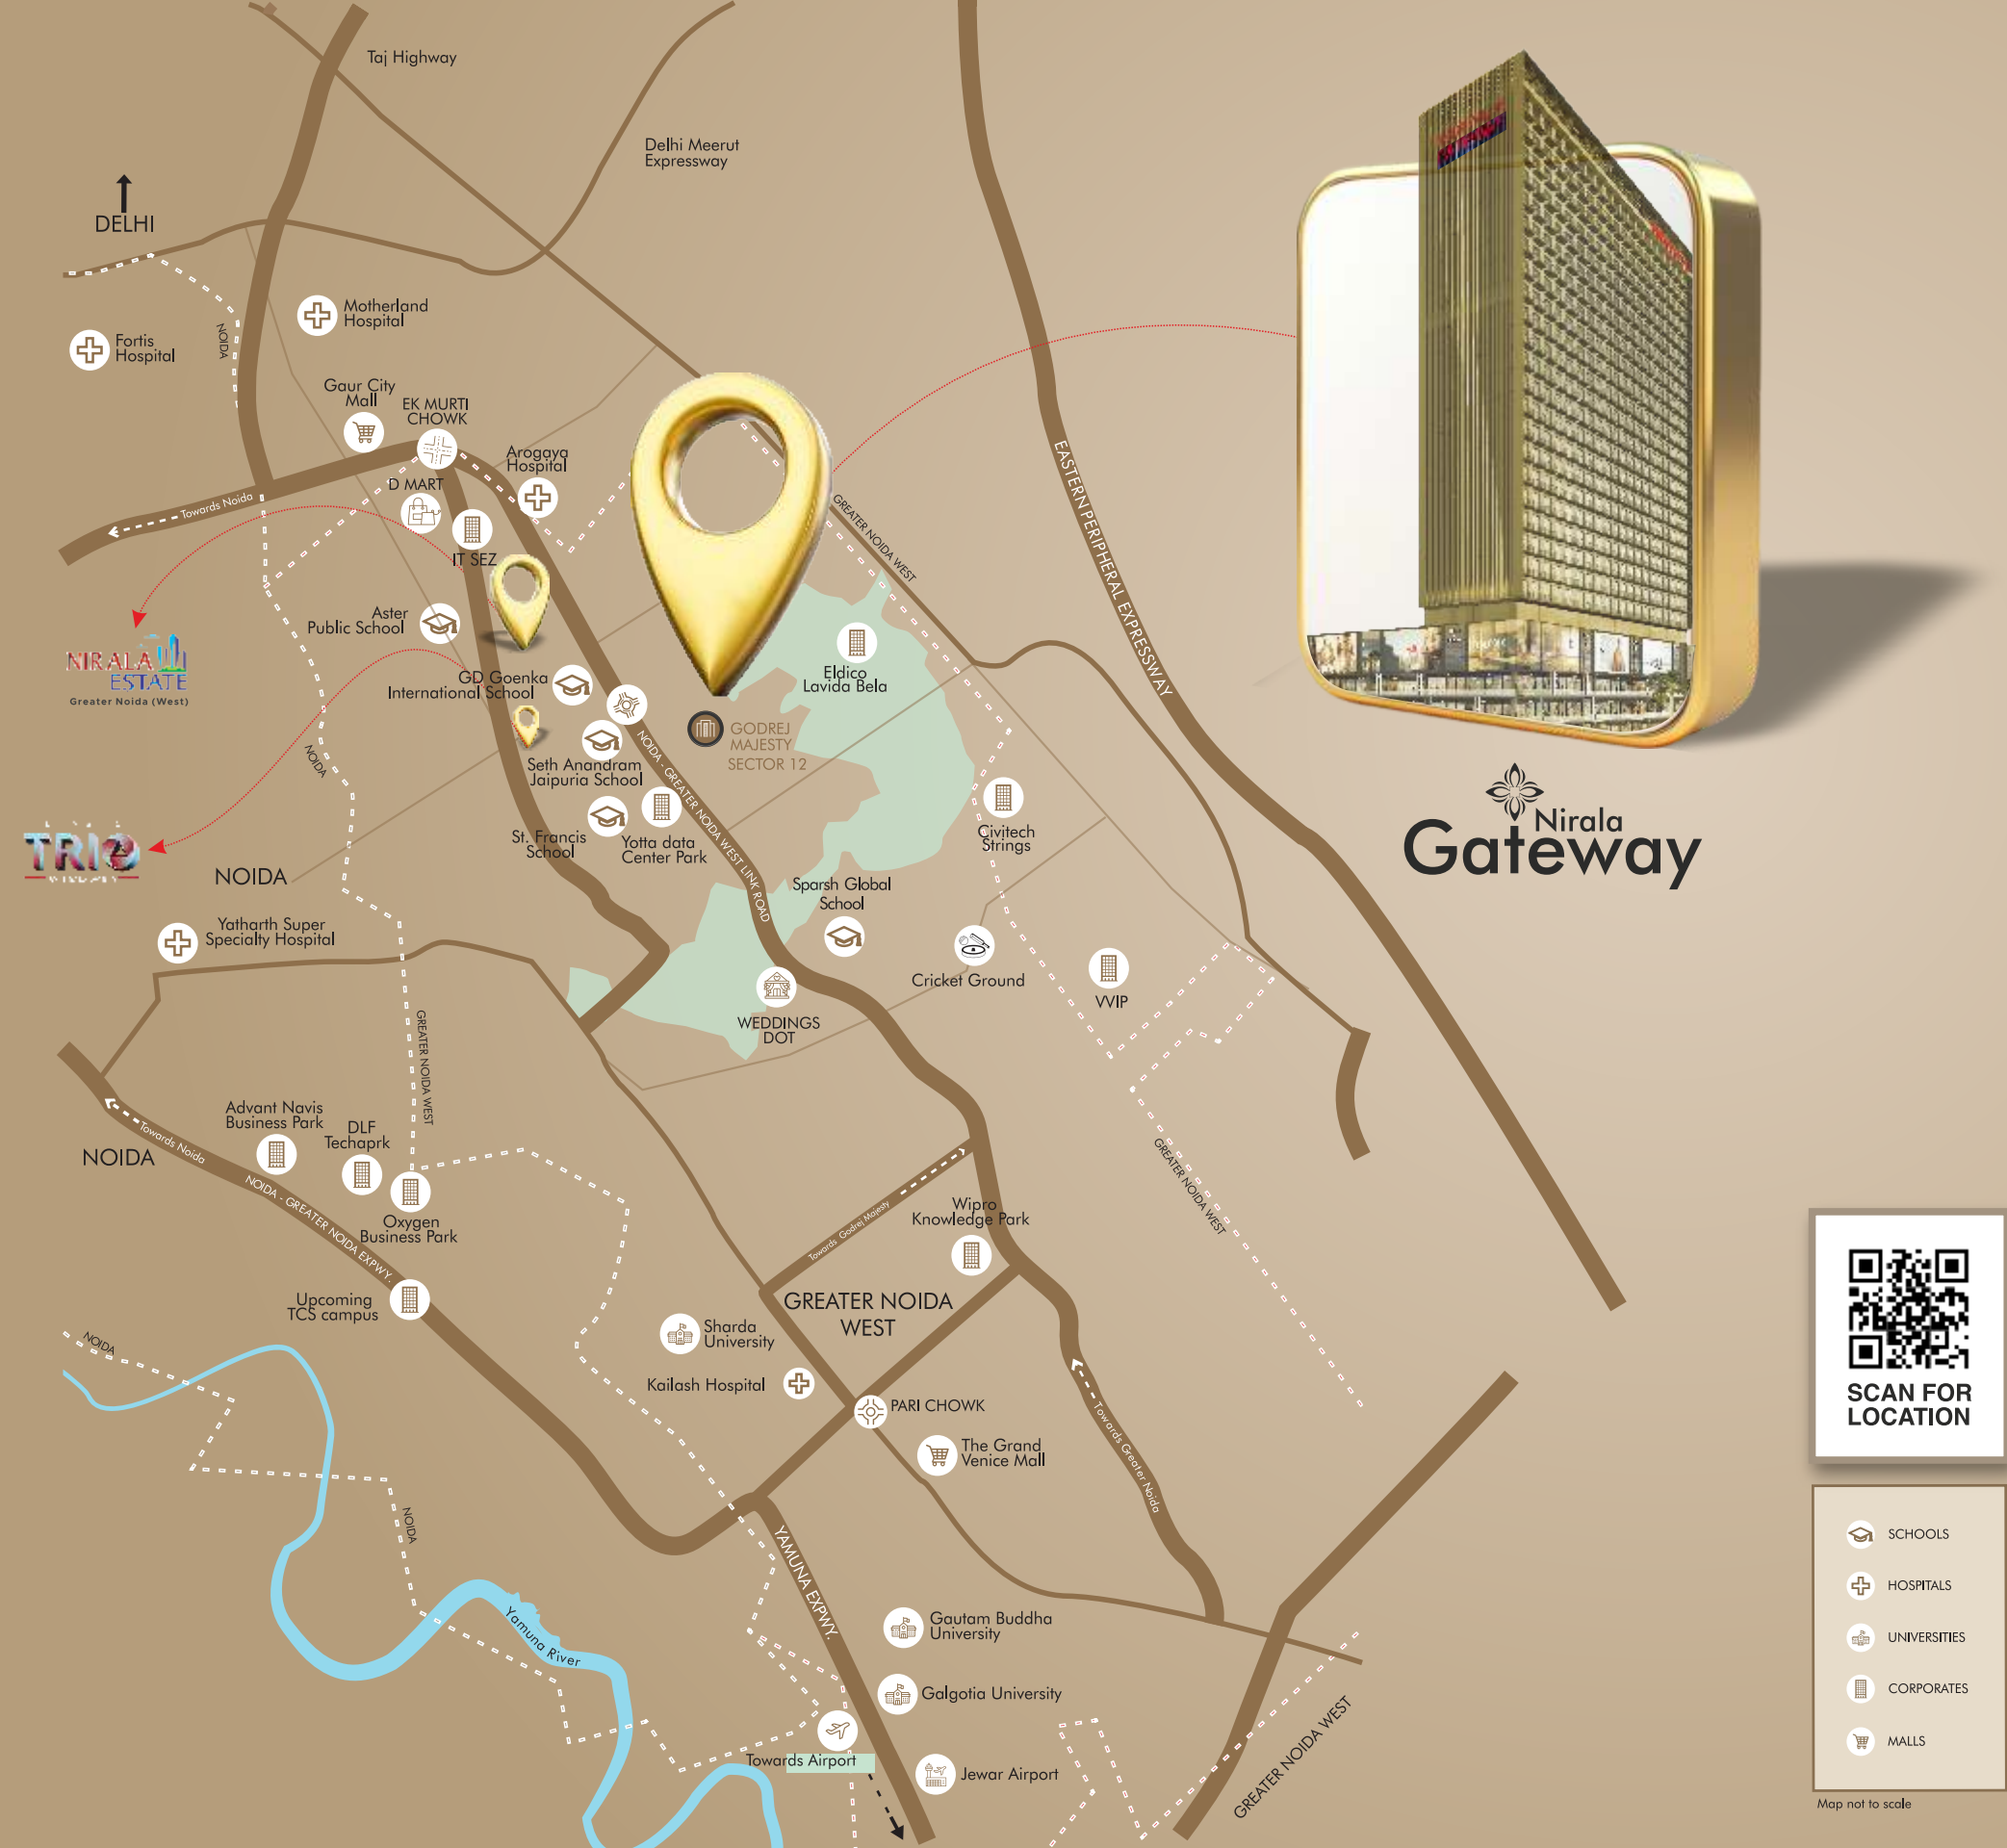 Taj Highway
Delhi Meerut
Expressway
DELHI
Motherland
Hospital
Fortis
Hospital
NOIDA
Gaur City
Mall
EK MURTI
CHOWK
Arogaya
Hospital
D MART
Towards Noida
IT SEZ
GREATER NOIDA WEST
EASTERN PERIPHERAL EXPRESSWAY
Aster
Public School
NIRALA
ESTATE
Greater Noida (West)
GD Goenka
International School
Eldico
Lavida Bela
GODREJ
MAJESTY
SECTOR 12
NOIDA
Seth Anandram
Jaipuria School
NOIDA - GREATER NOIDA WEST LINK ROAD
St. Francis
School
Yotta data
Center Park
Civitech
Strings
Nirala
Gateway
TRIO
NOIDA
Sparsh Global
School
Yatharth Super
Specialty Hospital
Cricket Ground
VVIP
WEDDINGS
DOT
GREATER NOIDA WEST
Advant Navis
Business Park
DLF
Techaprk
Towards Noida
NOIDA
NOIDA - GREATER NOIDA EXPWY.
Oxygen
Business Park
GREATER NOIDA WEST
Wipro
Knowledge Park
Towards Godrej Majesty
Upcoming
TCS campus
GREATER NOIDA
WEST
Sharda
University
NOIDA
Kailash Hospital
PARI CHOWK
The Grand
Venice Mall
Towards Greater Noida
SCAN FOR
LOCATION
NOIDA
YAMUNA EXPWY.
Yamuna River
Gautam Buddha
University
Galgotia University
Towards Airport
Jewar Airport
GREATER NOIDA WEST
SCHOOLS
HOSPITALS
UNIVERSITIES
CORPORATES
MALLS
Map not to scale